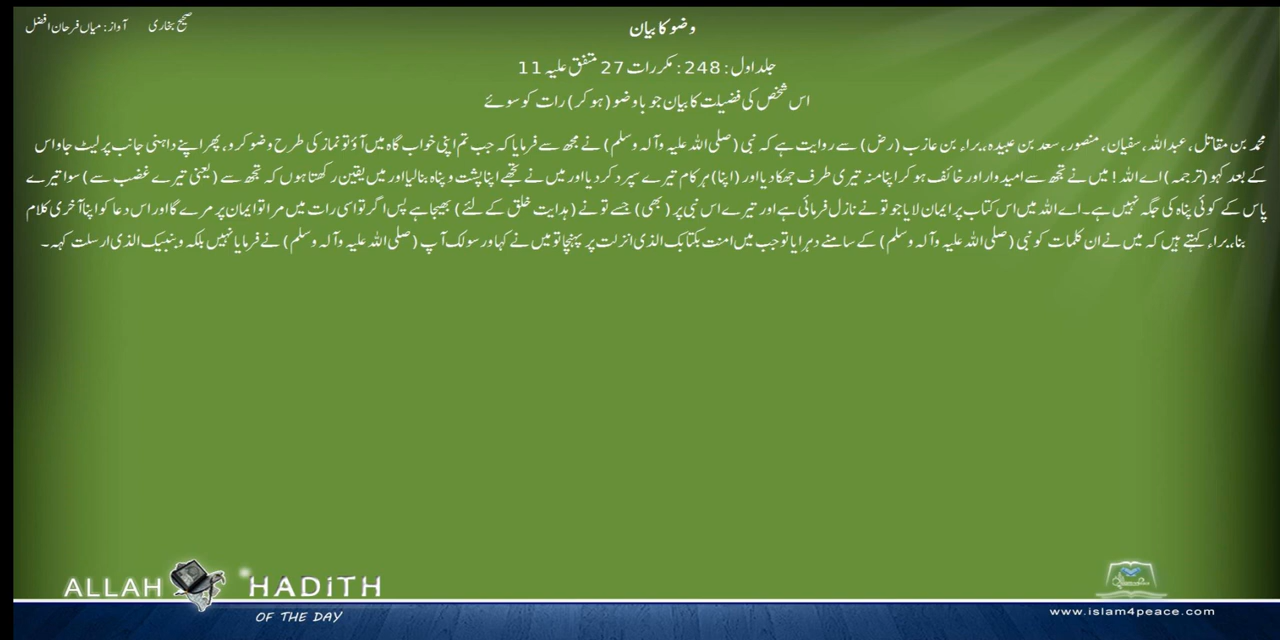 صحیح بخاری آواز: میاں فرحان افضل
وضو کا بیان
جلد اول : 248 : مکررات 27 متفق علیہ 11
اس شخص کی فضیلت کا بیان جو با وضو (ہو کر) رات کو سوئے
محمد بن مقاتل، عبداللہ، سفیان، منصور، سعد بن عبیدہ، براء بن عازب (رض) سے روایت ہے کہ نبی (صلی اللہ علیہ وآلہ وسلم) نے مجھ سے فرمایا کہ جب تم اپنی خواب گاہ میں آؤ تو نماز کی طرح وضو کرو، پھر اپنے داہنی جانب پر لیٹ جاو اس
کے بعد کہو (ترجمہ) اے اللہ! میں نے تجھ سے امیدوار اور خائف ہو کر اپنا منہ تیری طرف جھکا دیا اور (اپنا) ہر کام تیرے سپرد کر دیا اور میں نے تجھے اپنا پشت و پناہ بنا لیا اور میں یقین رکھتا ہوں کہ تجھ سے (یعنی تیرے غضب سے) سوا تیرے
پاس کے کوئی پناہ کی جگہ نہیں ہے۔ اے اللہ میں اس کتاب پر ایمان لایا جو تو نے نازل فرمائی ہے اور تیرے اس نبی پر (بھی) جسے تو نے (ہدایت خلق کے لئے) بھیجا ہے پس اگر تو اسی رات میں مرا تو ایمان پر مرے گا اور اس دعا کو اپنا آخری کلام
بنا، براء کہتے ہیں کہ میں نے ان کلمات کو نبی (صلی اللہ علیہ وآلہ وسلم) کے سامنے دہرایا تو جب میں امنت بکتابک الذی انزلت پر پہنچا تو میں نے کہا ورسولک آپ (صلی اللہ علیہ وآلہ وسلم) نے فرمایا نہیں بلکہ وبنبیک الذی ارسلت کہہ۔
ALLAH HADITH
OF THE DAY
www.islam4peace.com